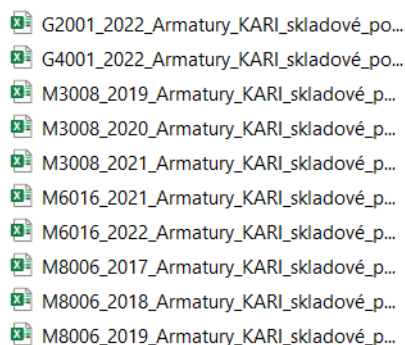 G2001_2022_Armatury_KARI_skladové_po...
G4001_2022_Armatury_KARI_skladové_po...
M3008_2019_Armatury_KARI_skladové_p...
M3008_2020_Armatury_KARI_skladové_p...
M3008_2021_Armatury_KARI_skladové_p...
M6016_2021_Armatury_KARI_skladové_p...
M6016_2022_Armatury_KARI_skladové_p...
M8006_2017_Armatury_KARI_skladové_p...
M8006_2018_Armatury_KARI_skladové_p...
M8006_2019_Armatury_KARI_skladové_p...